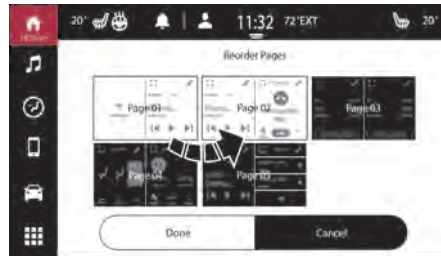 20° 11:32 72°EXT 20°
Home
Reorder Pages
Page 01 Page 02 Page 03
Page 04 Page 05
Done Cancel